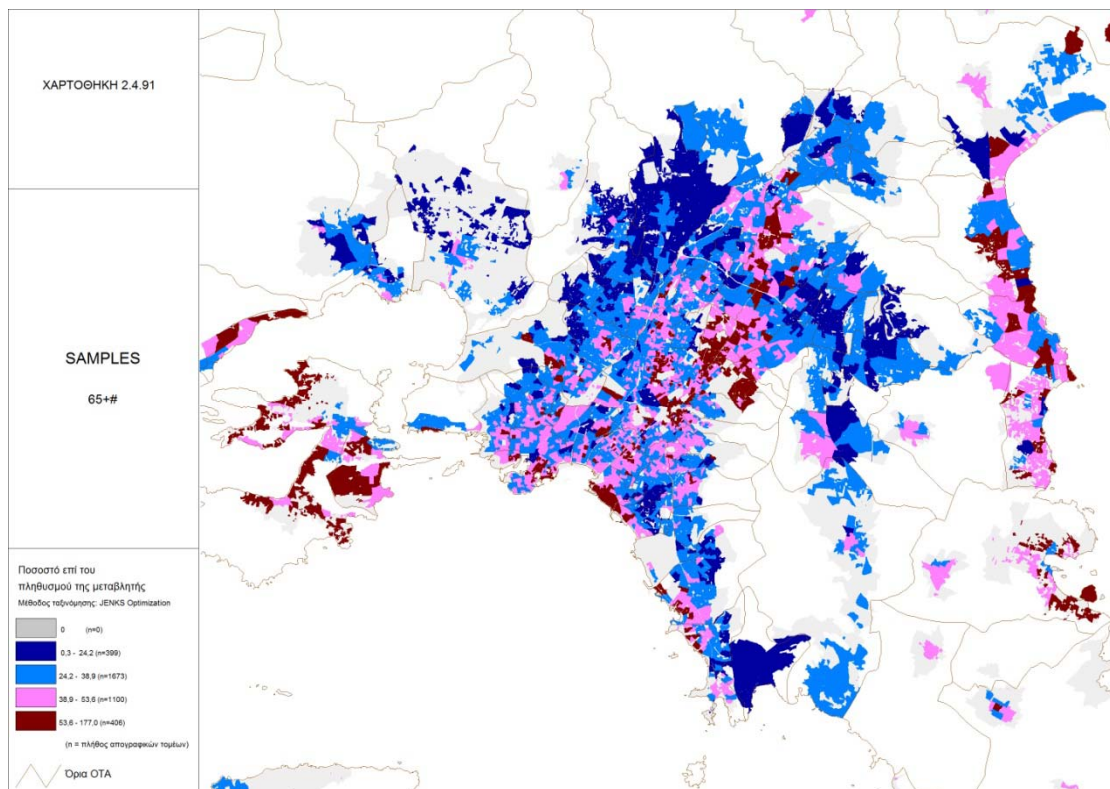 ΧΑΡΤΟΘΗΚΗ 2.4.91
SAMPLES
65+#
Ποσοστό επί του
πληθυσμού της μεταβλητής
Μέθοδος ταξινόμησης: JENKS Optimization
0 (n=0)
0,3 - 24,2 (n=399)
24,2 - 38,9 (n=1673)
38,9 - 53,6 (n=1100)
53,6 - 177,0 (n=406)
(n = πλήθος απογραφικών τομέων)
Όρια ΟΤΑ